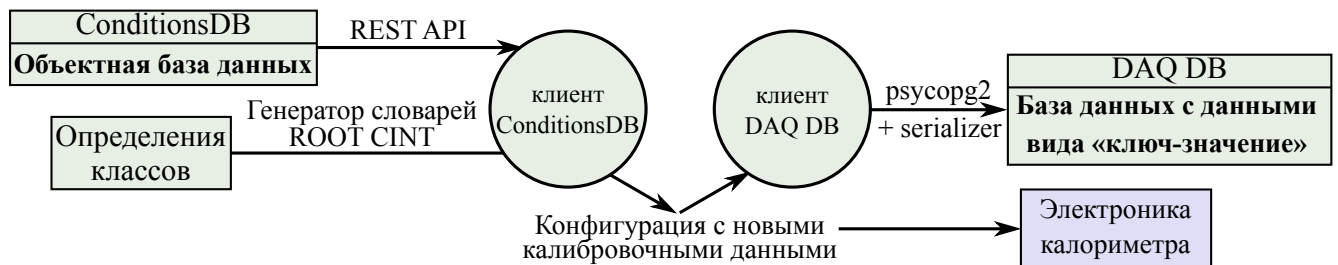 ConditionsDB
Объектная база данных
REST API
Генератор словарей
ROOT CINT
Определения
классов
клиент
ConditionsDB
клиент
DAQ DB
psycopg2
+ serializer
DAQ DB
База данных с данными
вида «ключ-значение»
Конфигурация с новыми
калибровочными данными
Электроника
калориметра